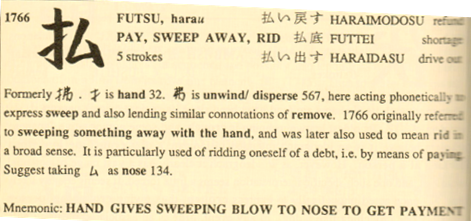 1766 払 FUTSU, harau 払い戻す HARAIMODOSU refund
PAY, SWEEP AWAY, RID 払底 FUTTEI shortage
5 strokes 払い出す HARAIDASU drive out
Formerly 拂 . 扌 is hand 32. 弗 is unwind/ disperse 567, here acting phonetically to
express sweep and also lending similar connotations of remove. 1766 originally referred
to sweeping something away with the hand, and was later also used to mean rid in
a broad sense. It is particularly used of ridding oneself of a debt, i.e. by means of paying.
Suggest taking ム as nose 134.
Mnemonic: HAND GIVES SWEEPING BLOW TO NOSE TO GET PAYMENT